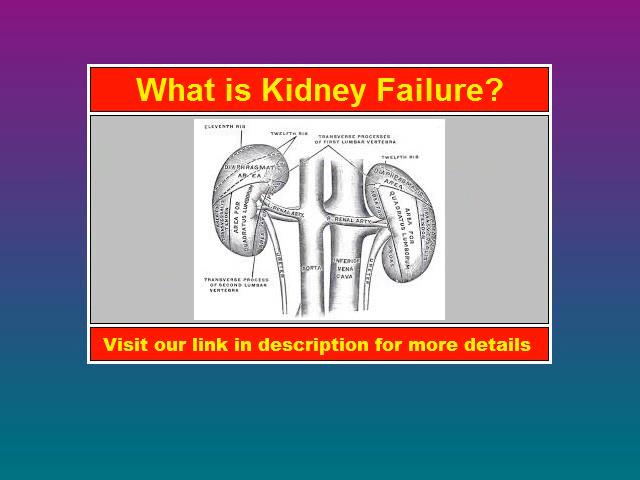 What is Kidney Failure?
ELEVENTH RIB
TWELFTH RIB
TRANSVERSE PROCESSES
OF FIRST LUMBAR VERTEBRA
TWELFTH RIB
DIAPHRAGMATIC
AREA
DIAPHRAGMATIC
AREA
AREA FOR
QUADRATUS LUMBORUM
AREA FOR
QUADRATUS LUMBORUM
L. RENAL ARTY.
R. RENAL ARTY.
URETER
AORTA
INFERIOR
VENA
CAVA
URETER
TRANSVERSE PROCESS
OF SECOND LUMBAR
VERTEBRA
Visit our link in description for more details